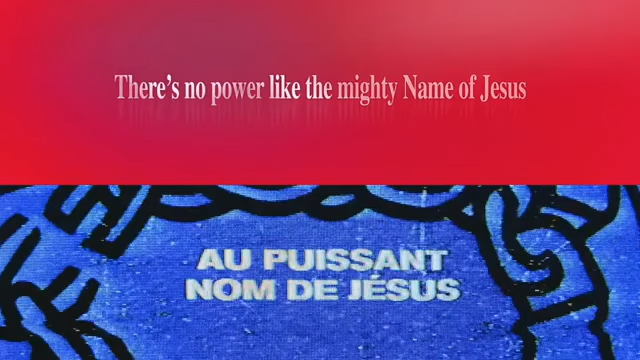 There's no power like the mighty Name of Jesus
AU PUISSANT
NOM DE JÉSUS